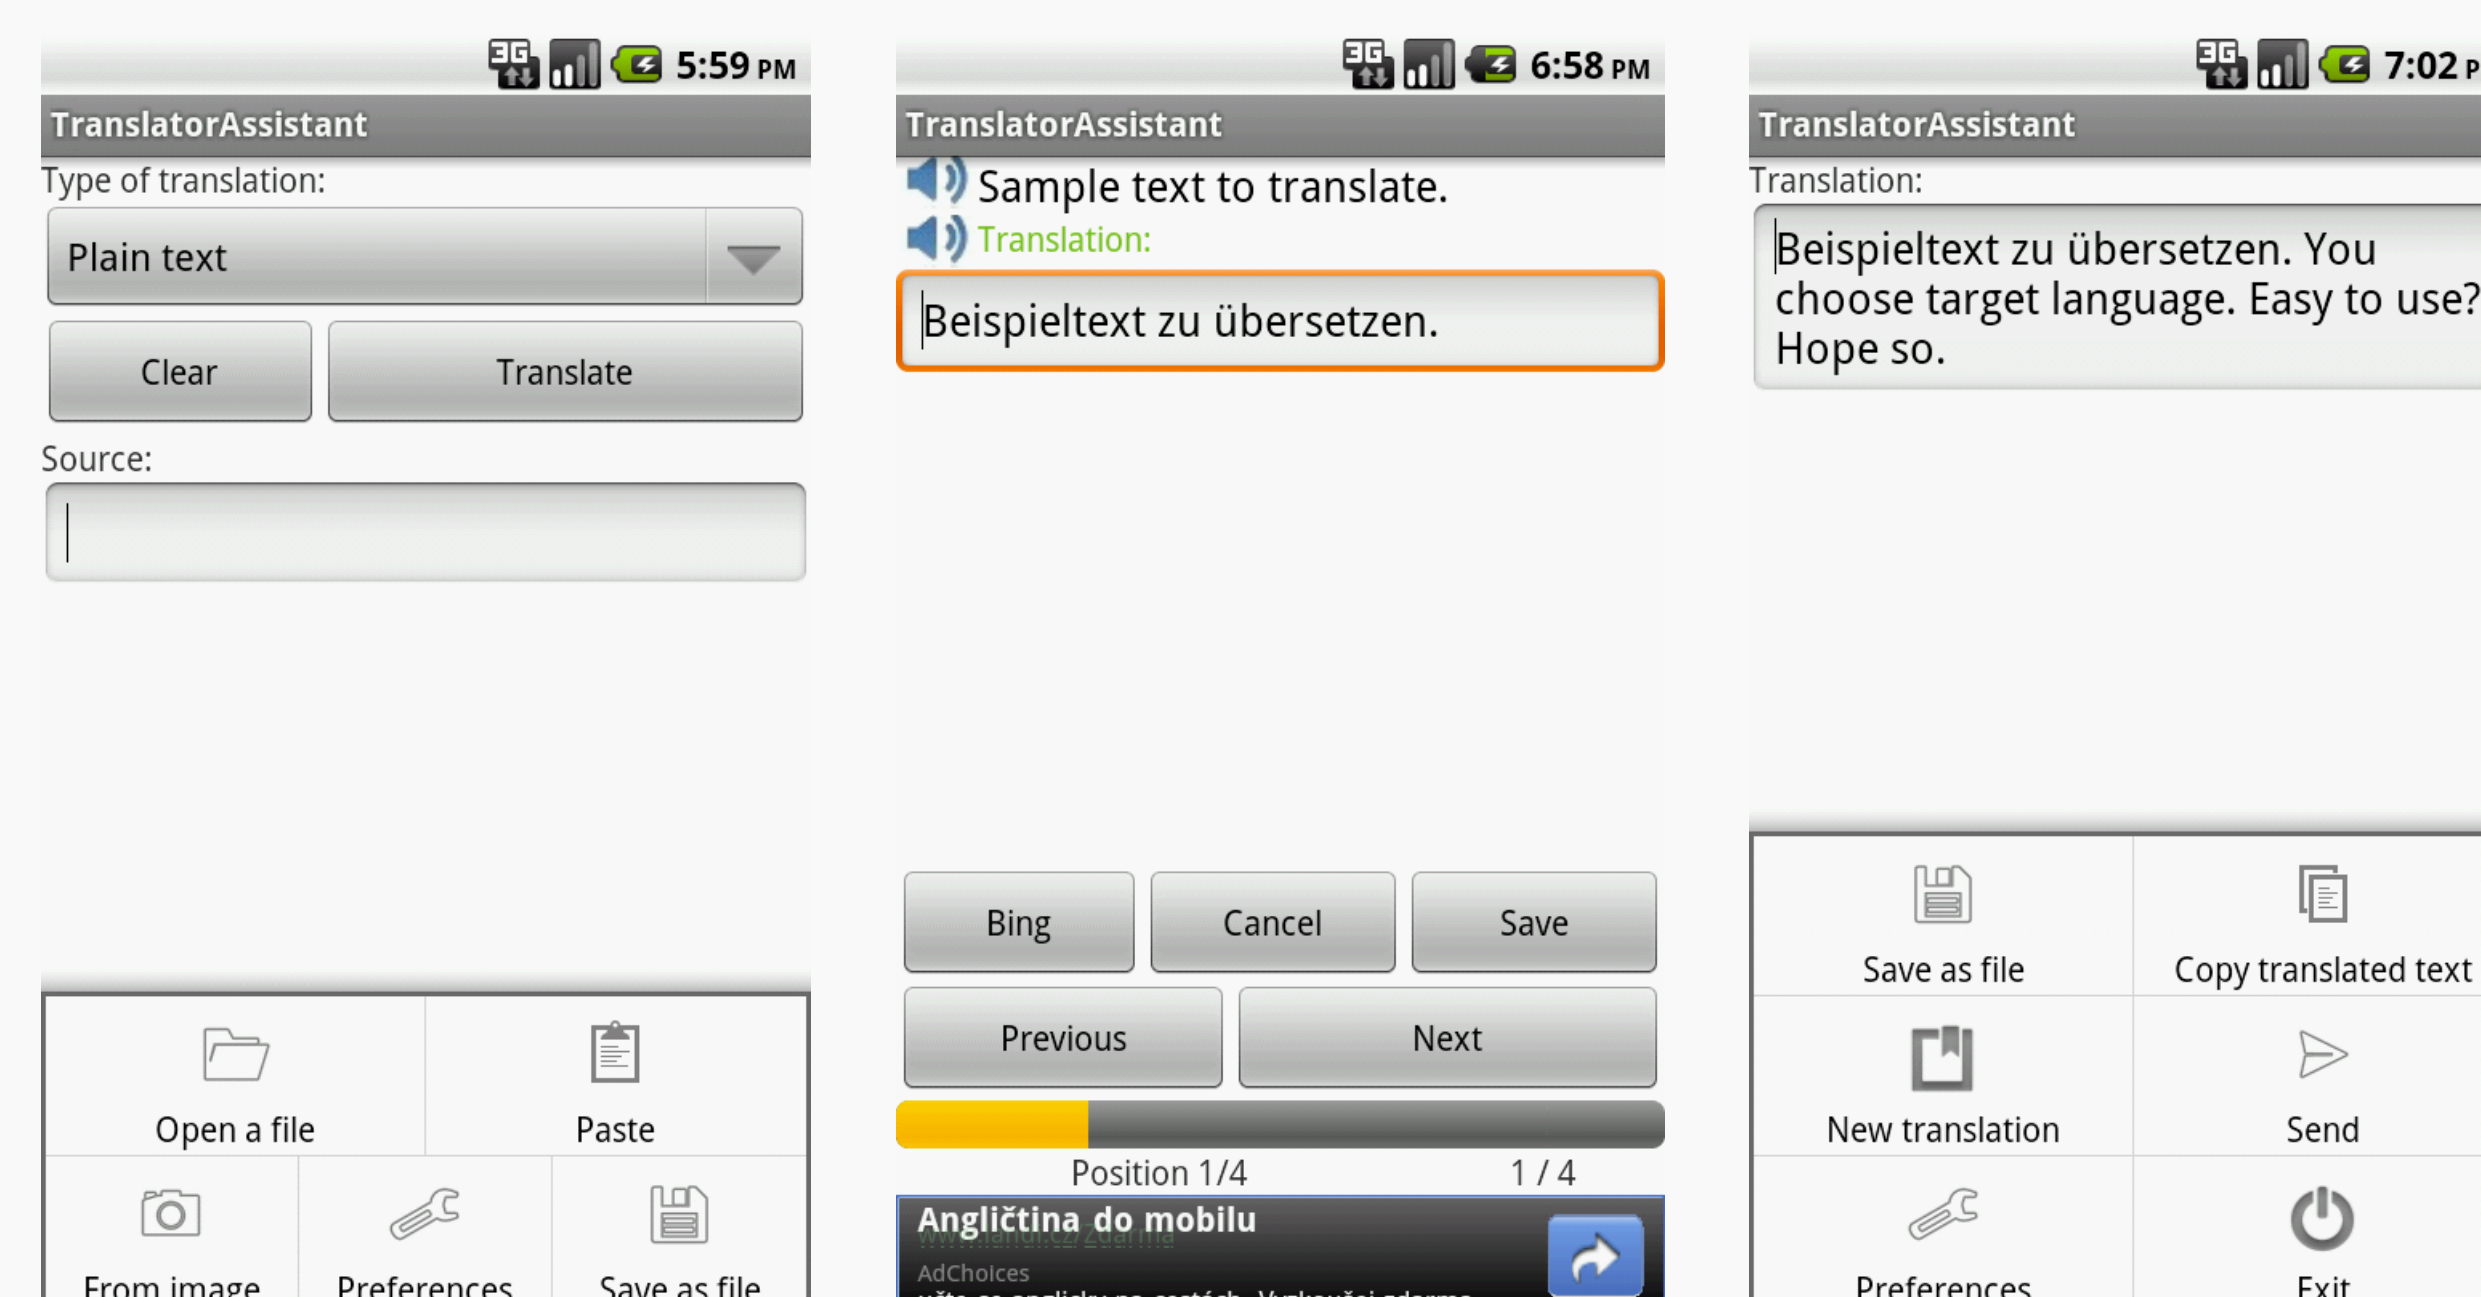 3G 5:59 PM
TranslatorAssistant
Type of translation:
Plain text
Clear Translate
Source:
Open a file Paste
From image Preferences Save as file
3G 6:58 PM
TranslatorAssistant
Sample text to translate.
Translation:
Beispieltext zu übersetzen.
Bing Cancel Save
Previous Next
Position 1/4 1 / 4
Angličtina do mobilu
AdChoices
3G 7:02 P
TranslatorAssistant
Translation:
Beispieltext zu übersetzen. You
choose target language. Easy to use?
Hope so.
Save as file Copy translated text
New translation Send
Preferences Exit